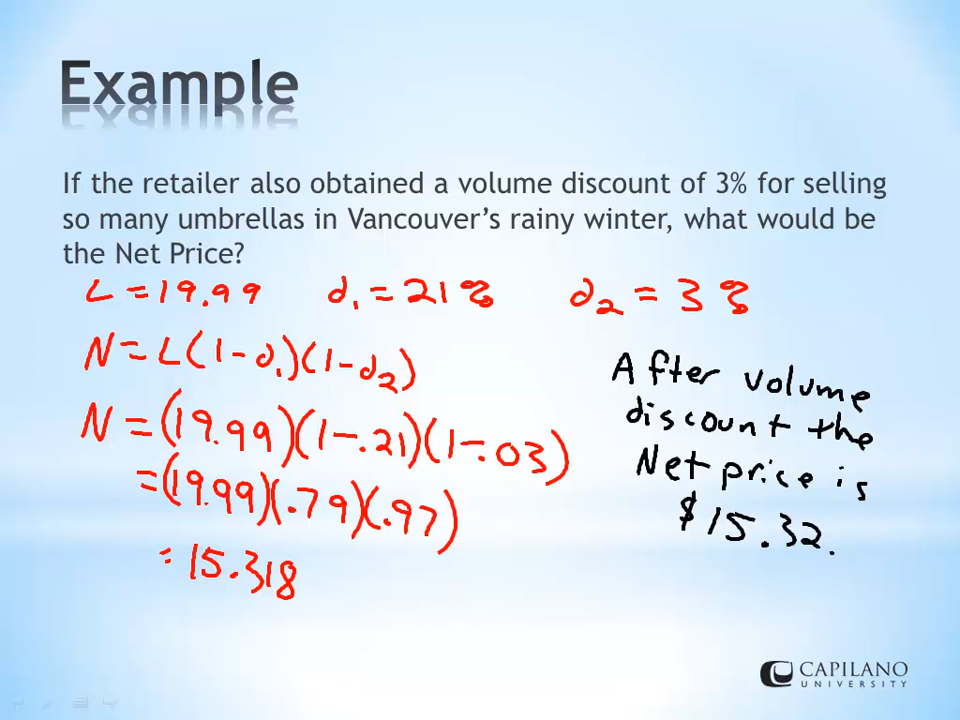 Example
If the retailer also obtained a volume discount of 3% for selling
so many umbrellas in Vancouver's rainy winter, what would be
the Net Price?
L = 19.99 d₁ = 21% d₂ = 3%
N = L(1-d₁)(1-d₂)
N = (19.99)(1-.21)(1-.03)
= (19.99)(.79)(.97)
= 15.318
After volume
discount the
Net price is
$15.32.
CAPILANO
UNIVERSITY